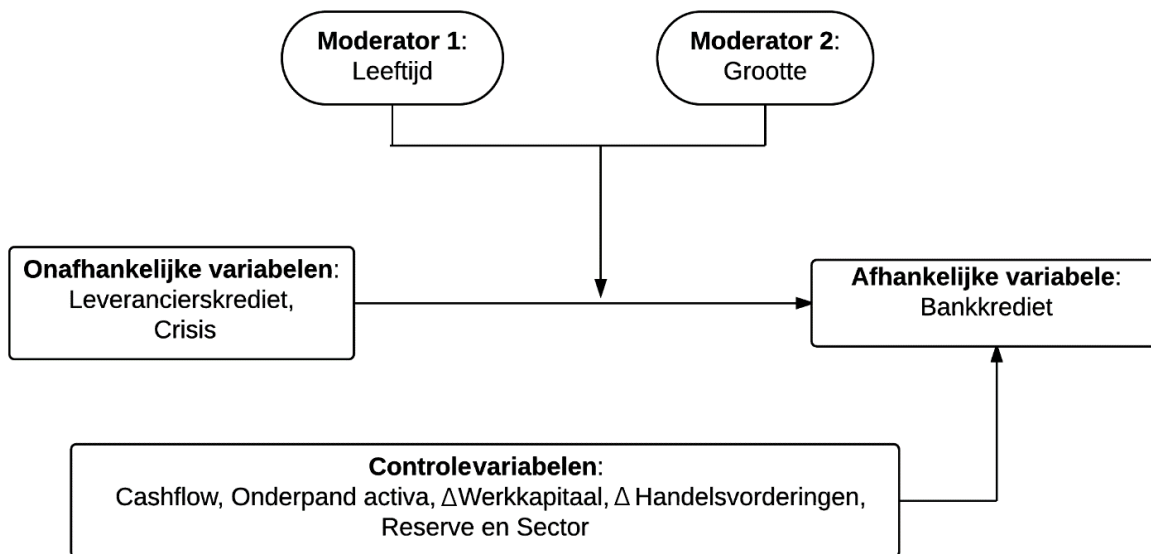 Moderator 1:
Leeftijd
Moderator 2:
Grootte
Onafhankelijke variabelen:
Leverancierskrediet,
Crisis
Afhankelijke variabele:
Bankkrediet
Controlevariabelen:
Cashflow, Onderpand activa, ΔWerkkapitaal, Δ Handelsvorderingen,
Reserve en Sector